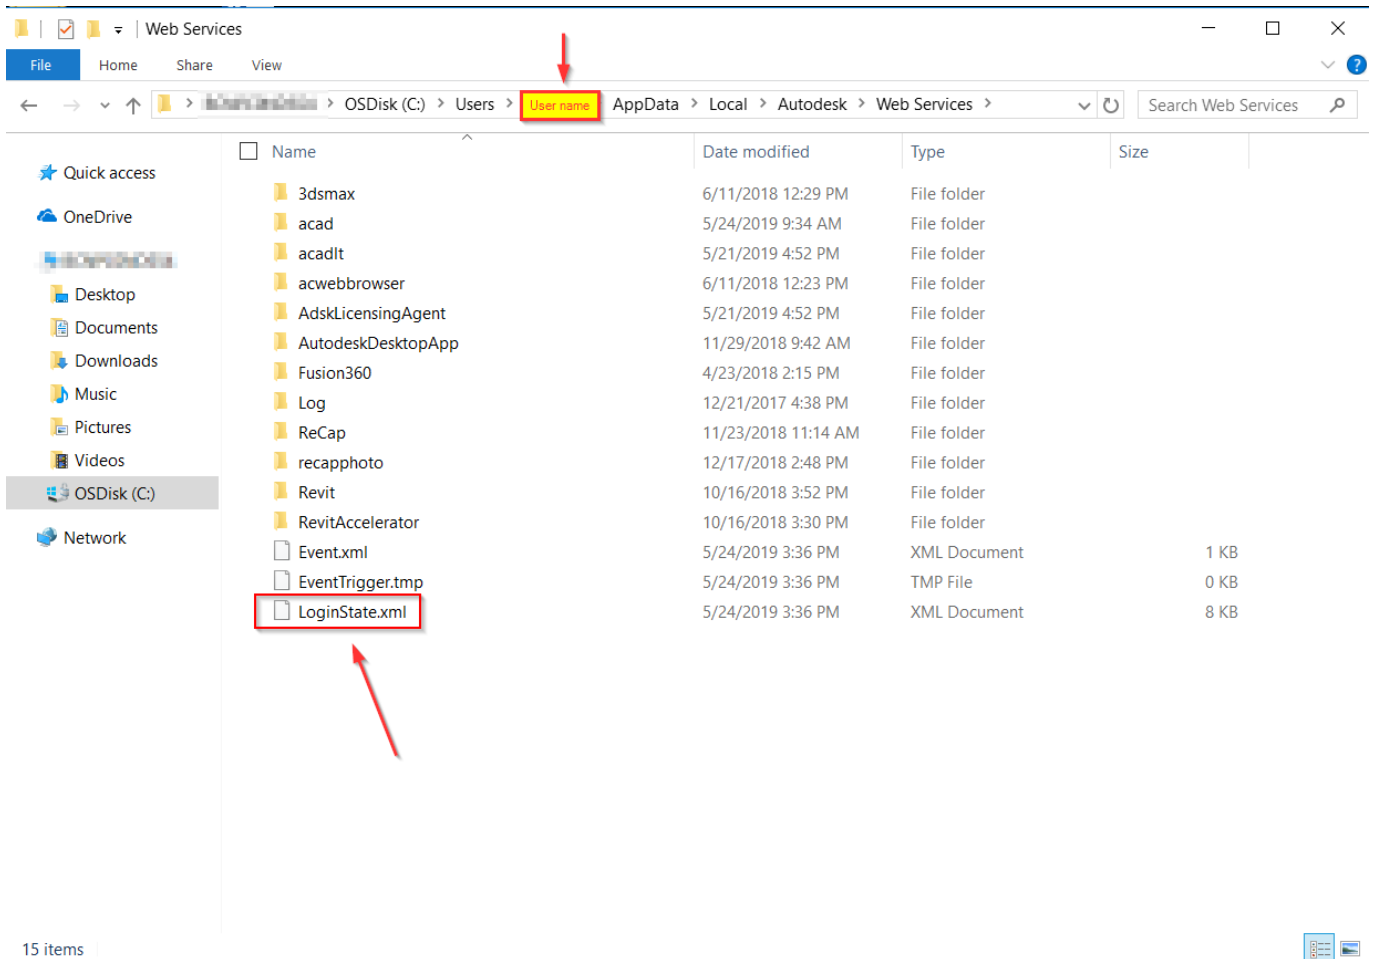 Web Services
File Home Share View
OSDisk (C:) Users User name AppData Local Autodesk Web Services Search Web Services
Name Date modified Type Size
Quick access
OneDrive
Desktop
Documents
Downloads
Music
Pictures
Videos
OSDisk (C:)
Network
3dsmax 6/11/2018 12:29 PM File folder
acad 5/24/2019 9:34 AM File folder
acadlt 5/21/2019 4:52 PM File folder
acwebbrowser 6/11/2018 12:23 PM File folder
AdskLicensingAgent 5/21/2019 4:52 PM File folder
AutodeskDesktopApp 11/29/2018 9:42 AM File folder
Fusion360 4/23/2018 2:15 PM File folder
Log 12/21/2017 4:38 PM File folder
ReCap 11/23/2018 11:14 AM File folder
recapphoto 12/17/2018 2:48 PM File folder
Revit 10/16/2018 3:52 PM File folder
RevitAccelerator 10/16/2018 3:30 PM File folder
Event.xml 5/24/2019 3:36 PM XML Document 1 KB
EventTrigger.tmp 5/24/2019 3:36 PM TMP File 0 KB
LoginState.xml 5/24/2019 3:36 PM XML Document 8 KB
15 items